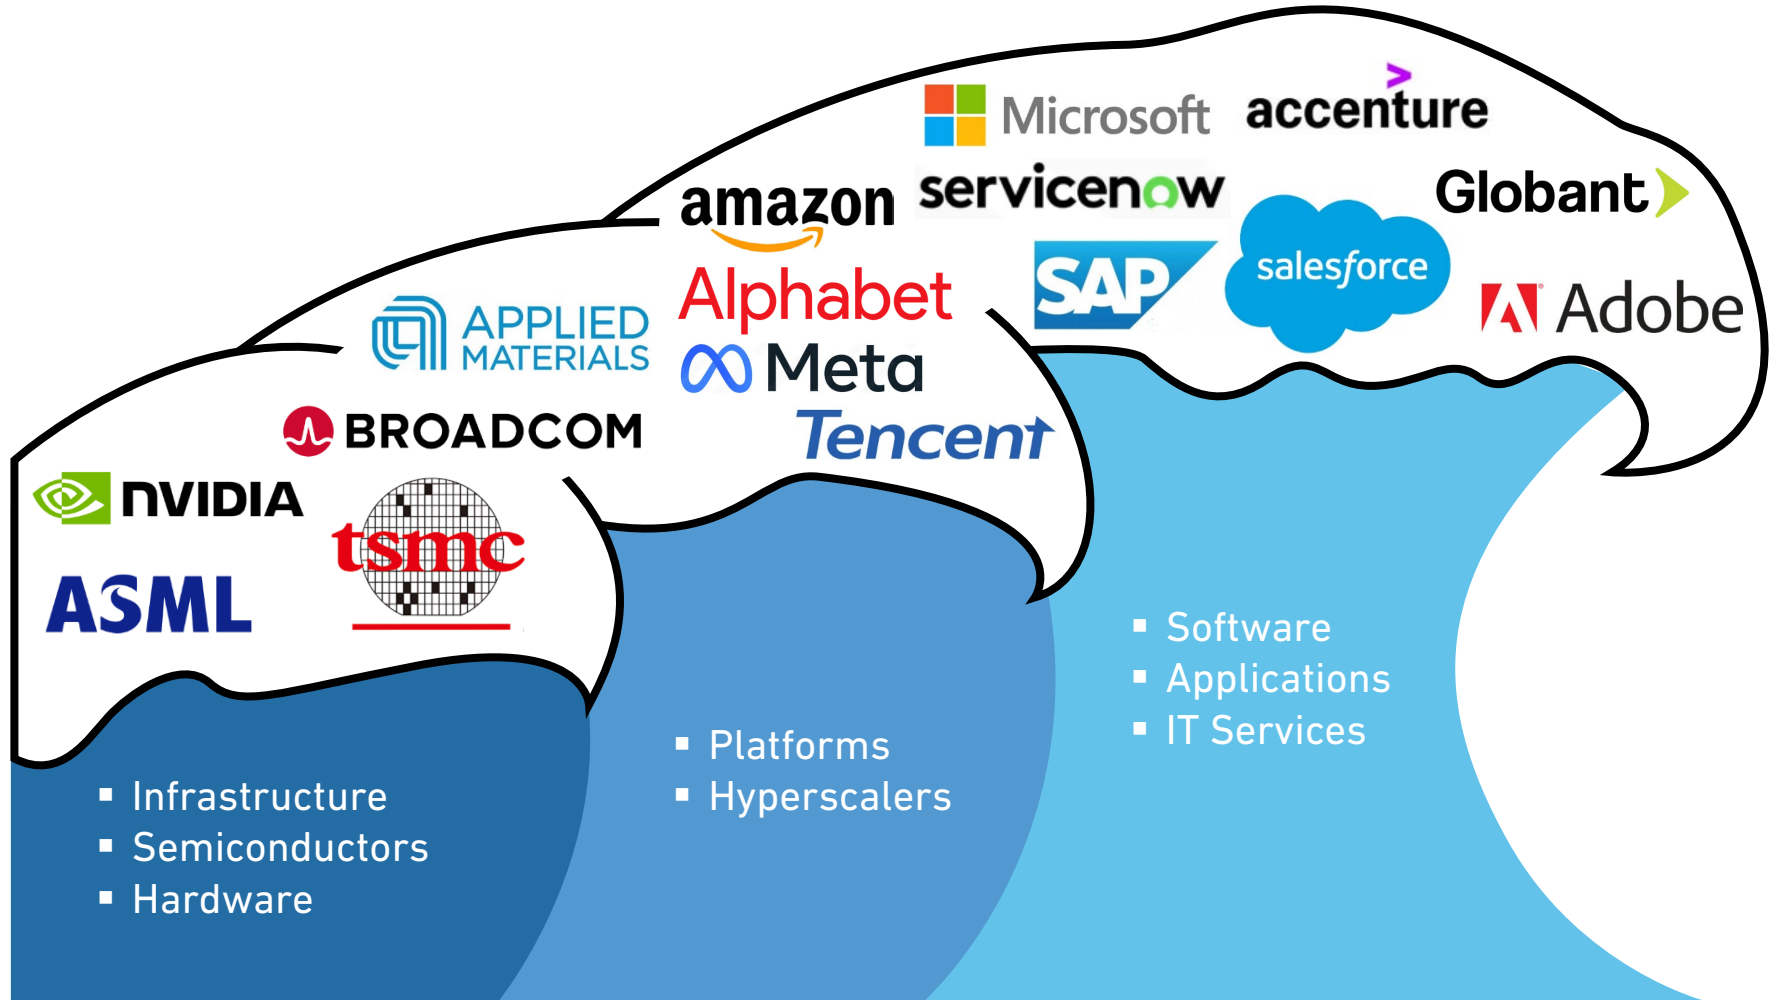 Microsoft
accenture
servicenow
Globant
amazon
Alphabet
Meta
Tencent
SAP
salesforce
Adobe
APPLIED
MATERIALS
BROADCOM
NVIDIA
tsmc
ASML
Infrastructure
Semiconductors
Hardware
Platforms
Hyperscalers
Software
Applications
IT Services